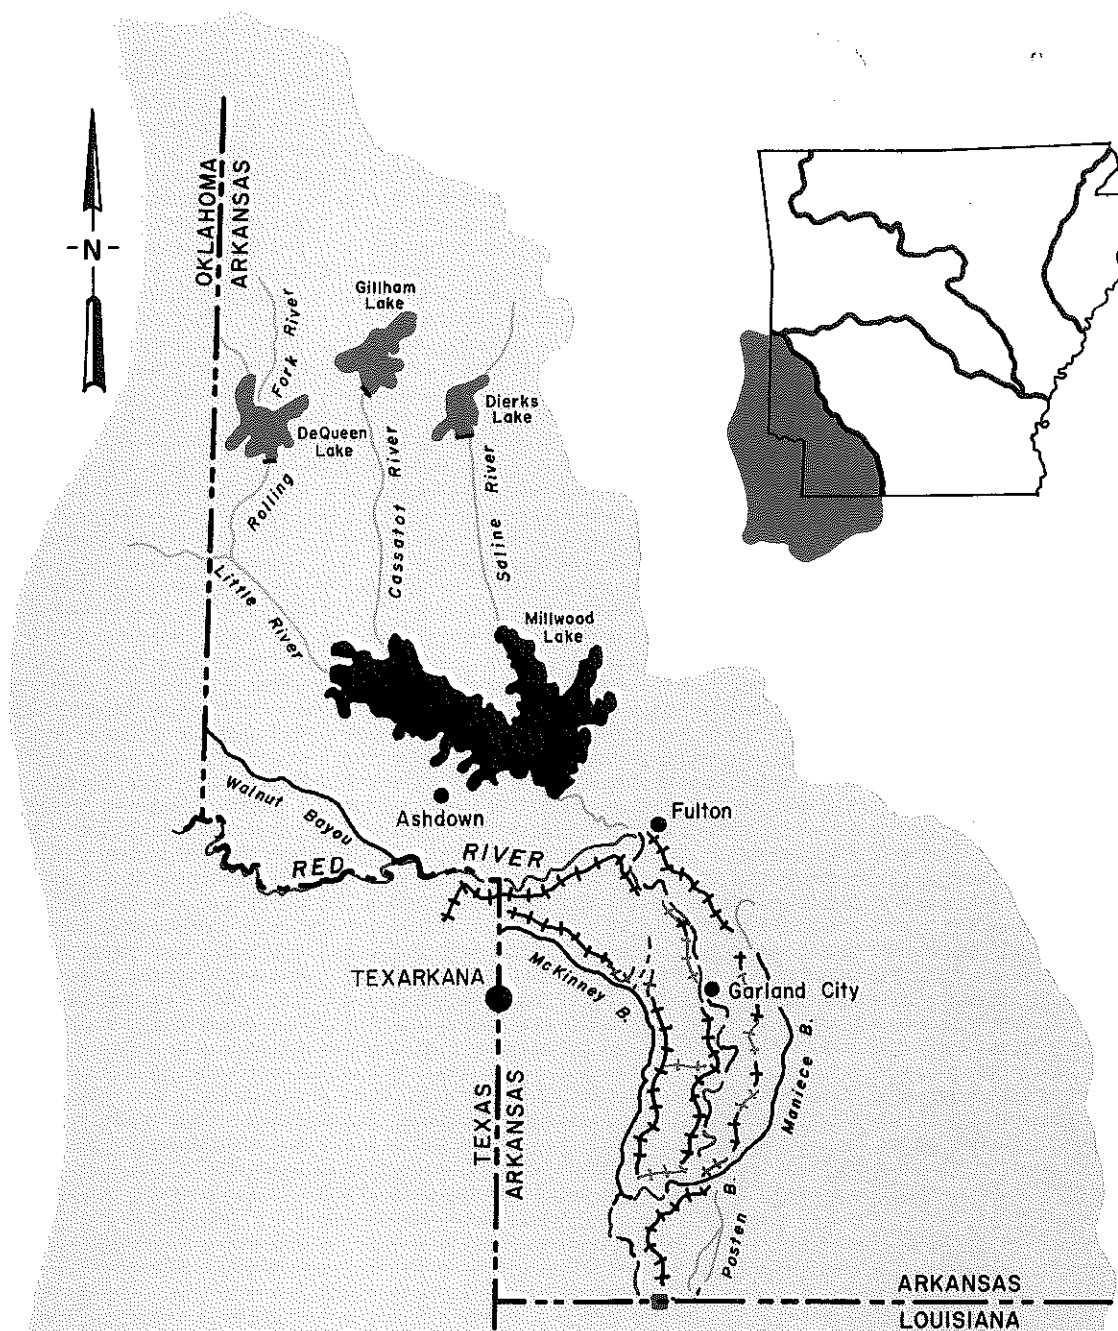 OKLAHOMA
ARKANSAS
-N-
Gillham
Lake
Fork River
Dierks
Lake
DeQueen
Lake
Rolling
Cassatot River
Saline River
Little River
Millwood
Lake
Walnut Bayou
Ashdown
Fulton
RED RIVER
TEXARKANA
McKinney B.
Garland City
Maniece B.
TEXAS
ARKANSAS
Posten B.
ARKANSAS
LOUISIANA